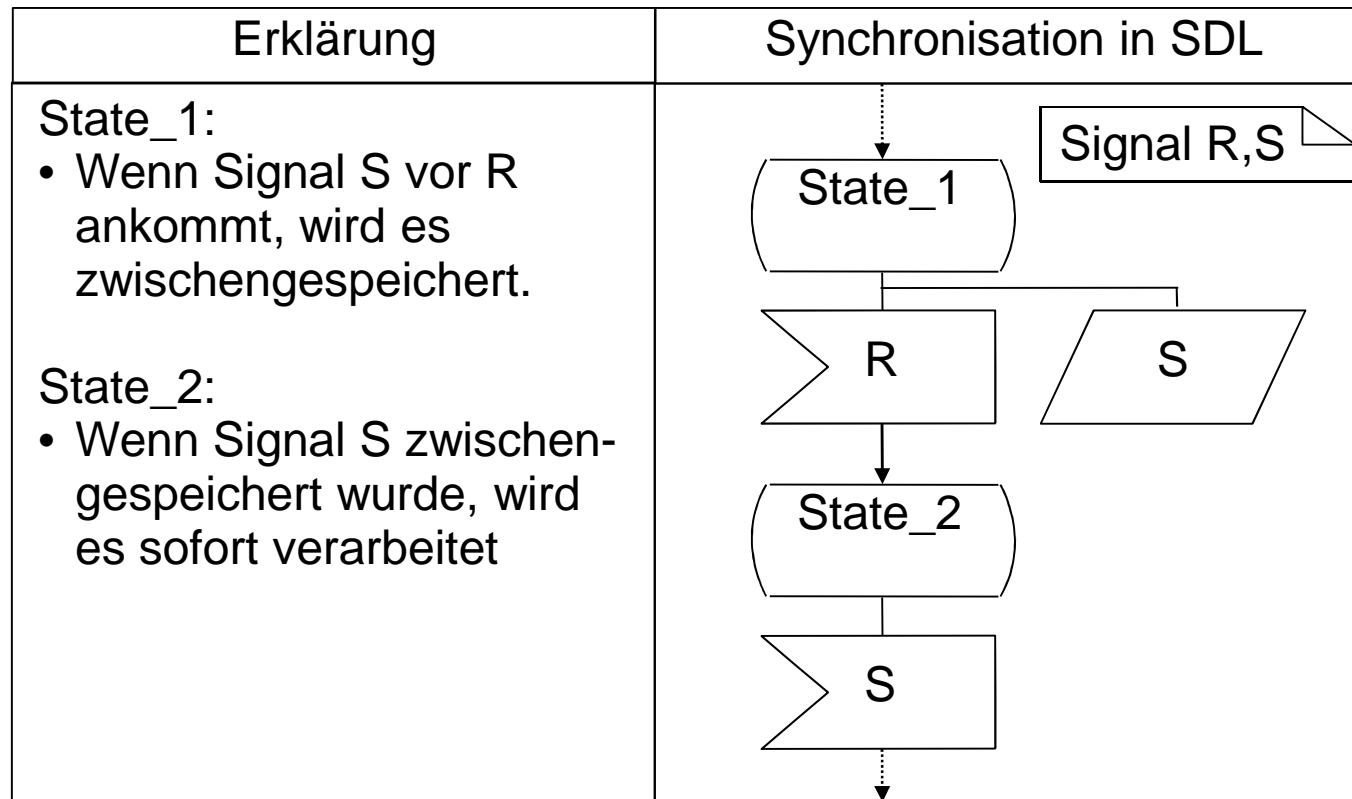 Erklärung
Synchronisation in SDL
State_1:
• Wenn Signal S vor R
ankommt, wird es
zwischengespeichert.
State_2:
• Wenn Signal S zwischen-
gespeichert wurde, wird
es sofort verarbeitet
Signal R,S
State_1
R
S
State_2
S